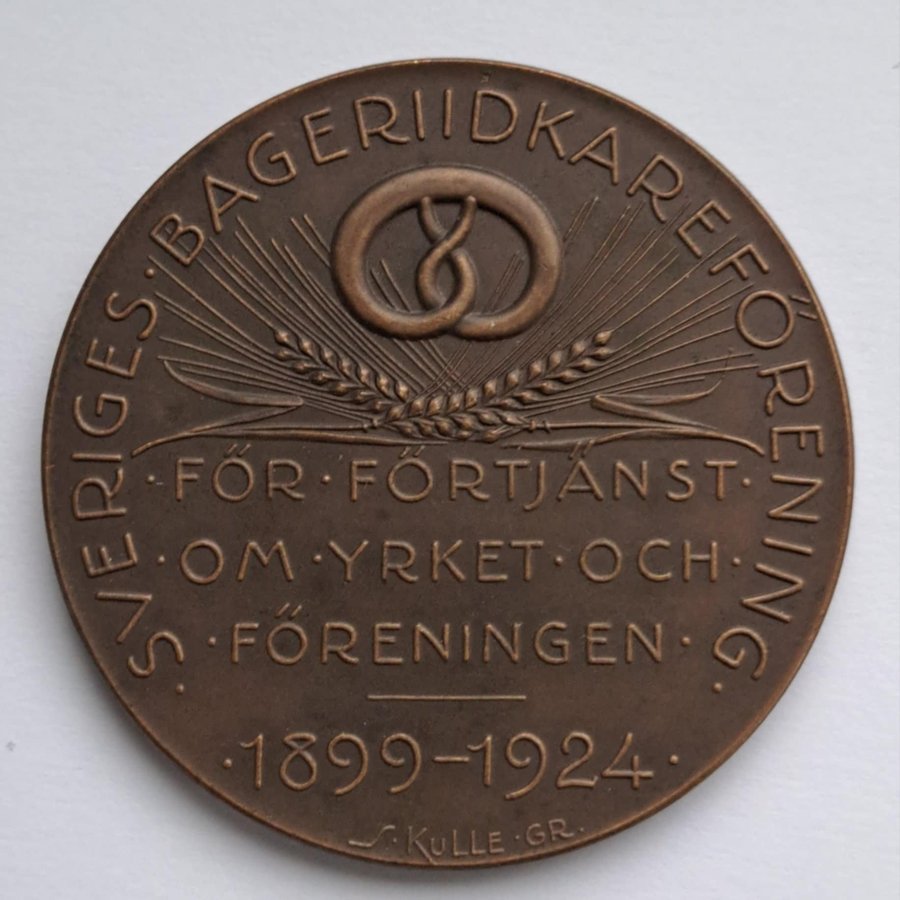 SVERIGES·BAGERIIDKAREFÖRENING·
·FÖR·FÖRTJÄNST·
·OM·YRKET·OCH·
·FÖRENINGEN·
·1899–1924·
S·KULLE·GR.